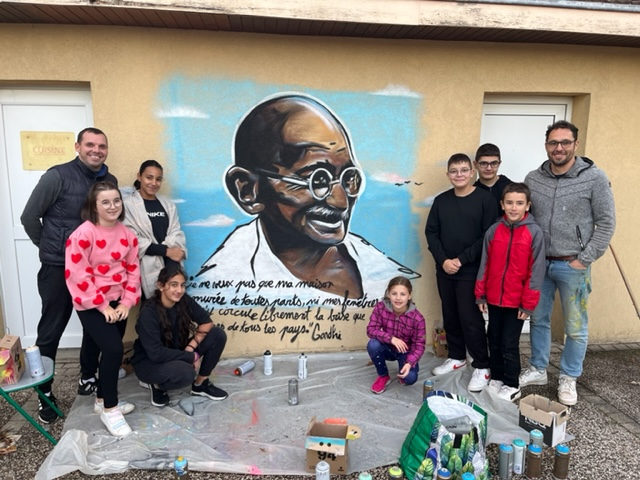 CUISINE
NIKE
Je ne veux pas que ma maison
murée de toutes parts, ni mes fenêtres
circule librement la brise que
de tous les pays." Gandhi
94